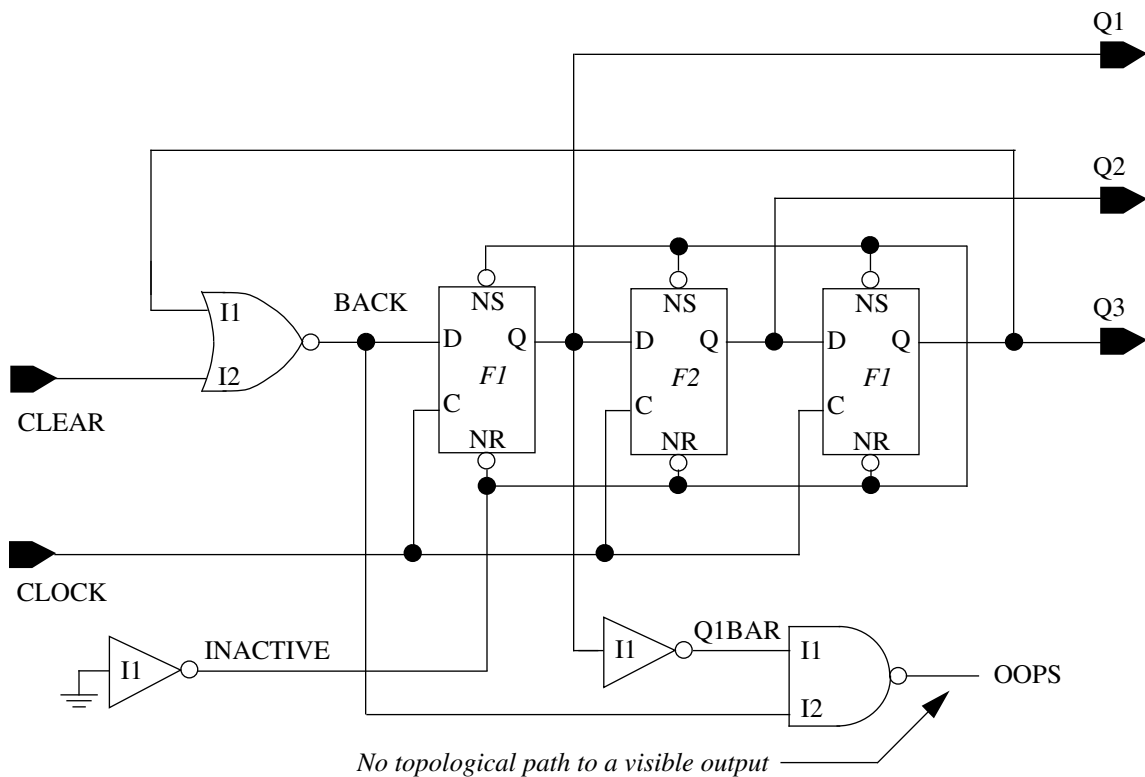 Q1
Q2
BACK
NS
NS
NS
Q3
I1
D
Q
D
Q
D
Q
I2
F1
F2
F1
C
C
C
CLEAR
NR
NR
NR
CLOCK
INACTIVE
Q1BAR
I1
I1
I1
OOPS
I2
No topological path to a visible output